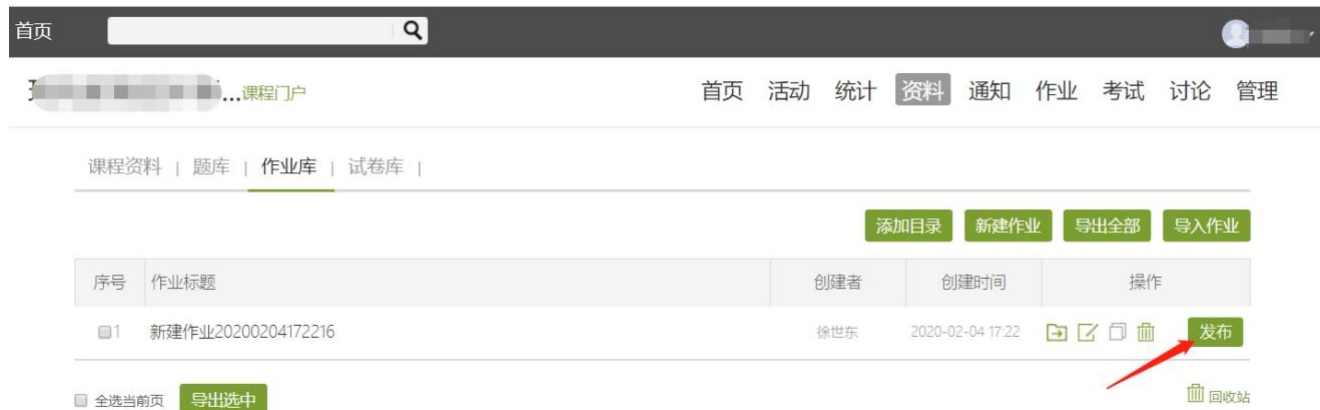 首页
...课程门户 首页 活动 统计 资料 通知 作业 考试 讨论 管理
课程资料 | 题库 | 作业库 | 试卷库 |
添加目录 新建作业 导出全部 导入作业
序号 作业标题 创建者 创建时间 操作
1 新建作业20200204172216 徐世东 2020-02-04 17:22 发布
全选当前页 导出选中 回收站